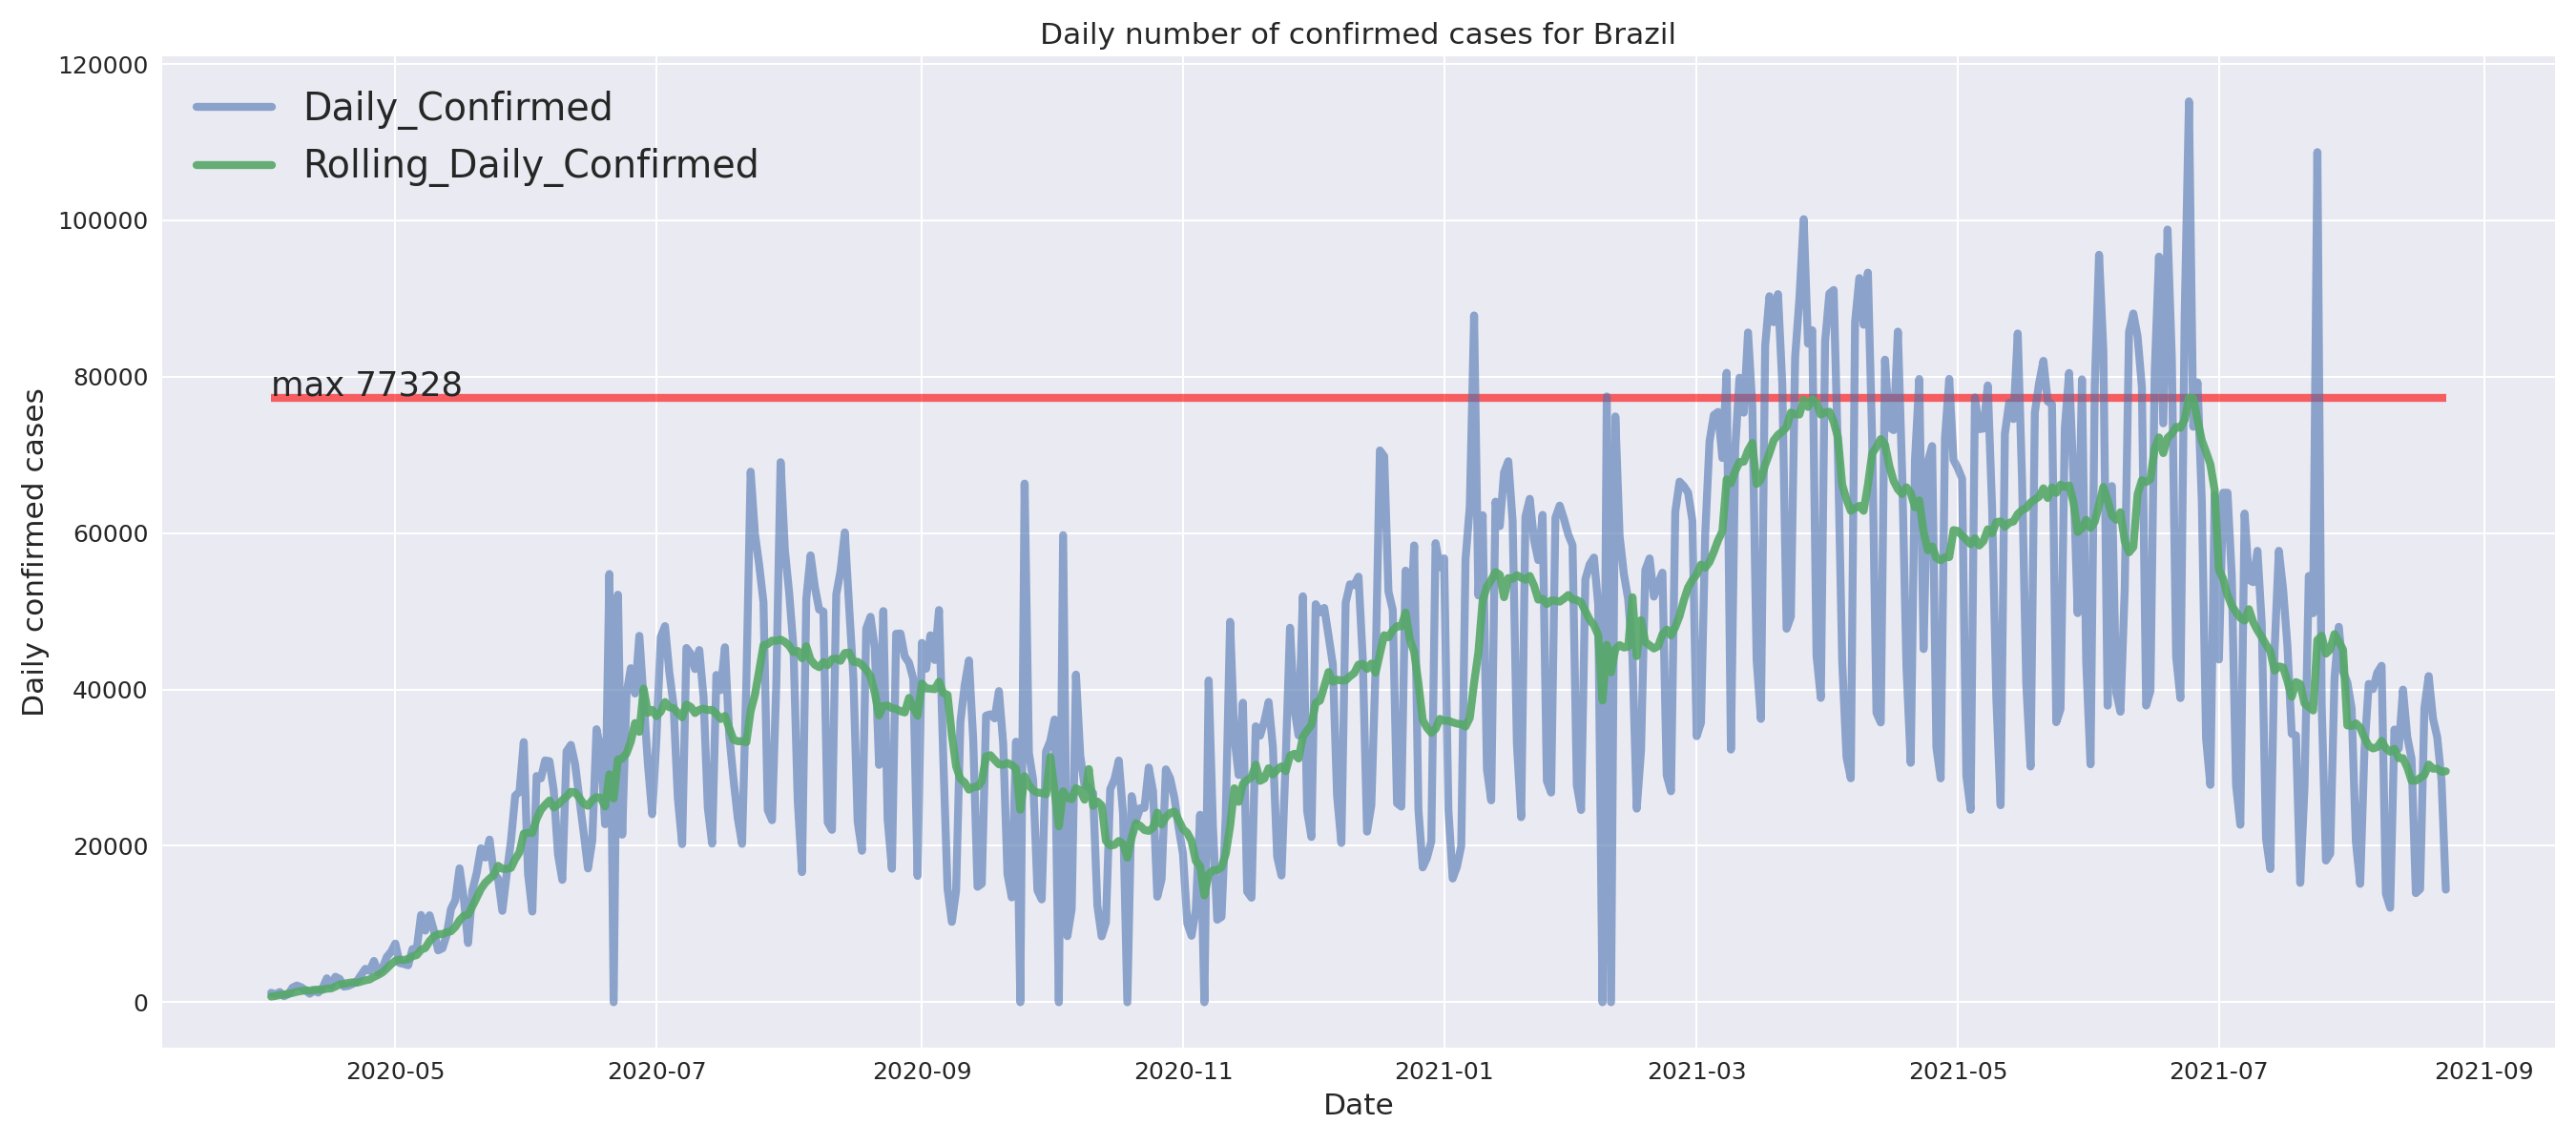 Daily number of confirmed cases for Brazil
120000
100000
80000
60000
40000
20000
0
Daily confirmed cases
Daily_Confirmed
Rolling_Daily_Confirmed
max 77328
2020-05 2020-07 2020-09 2020-11 2021-01 2021-03 2021-05 2021-07 2021-09
Date